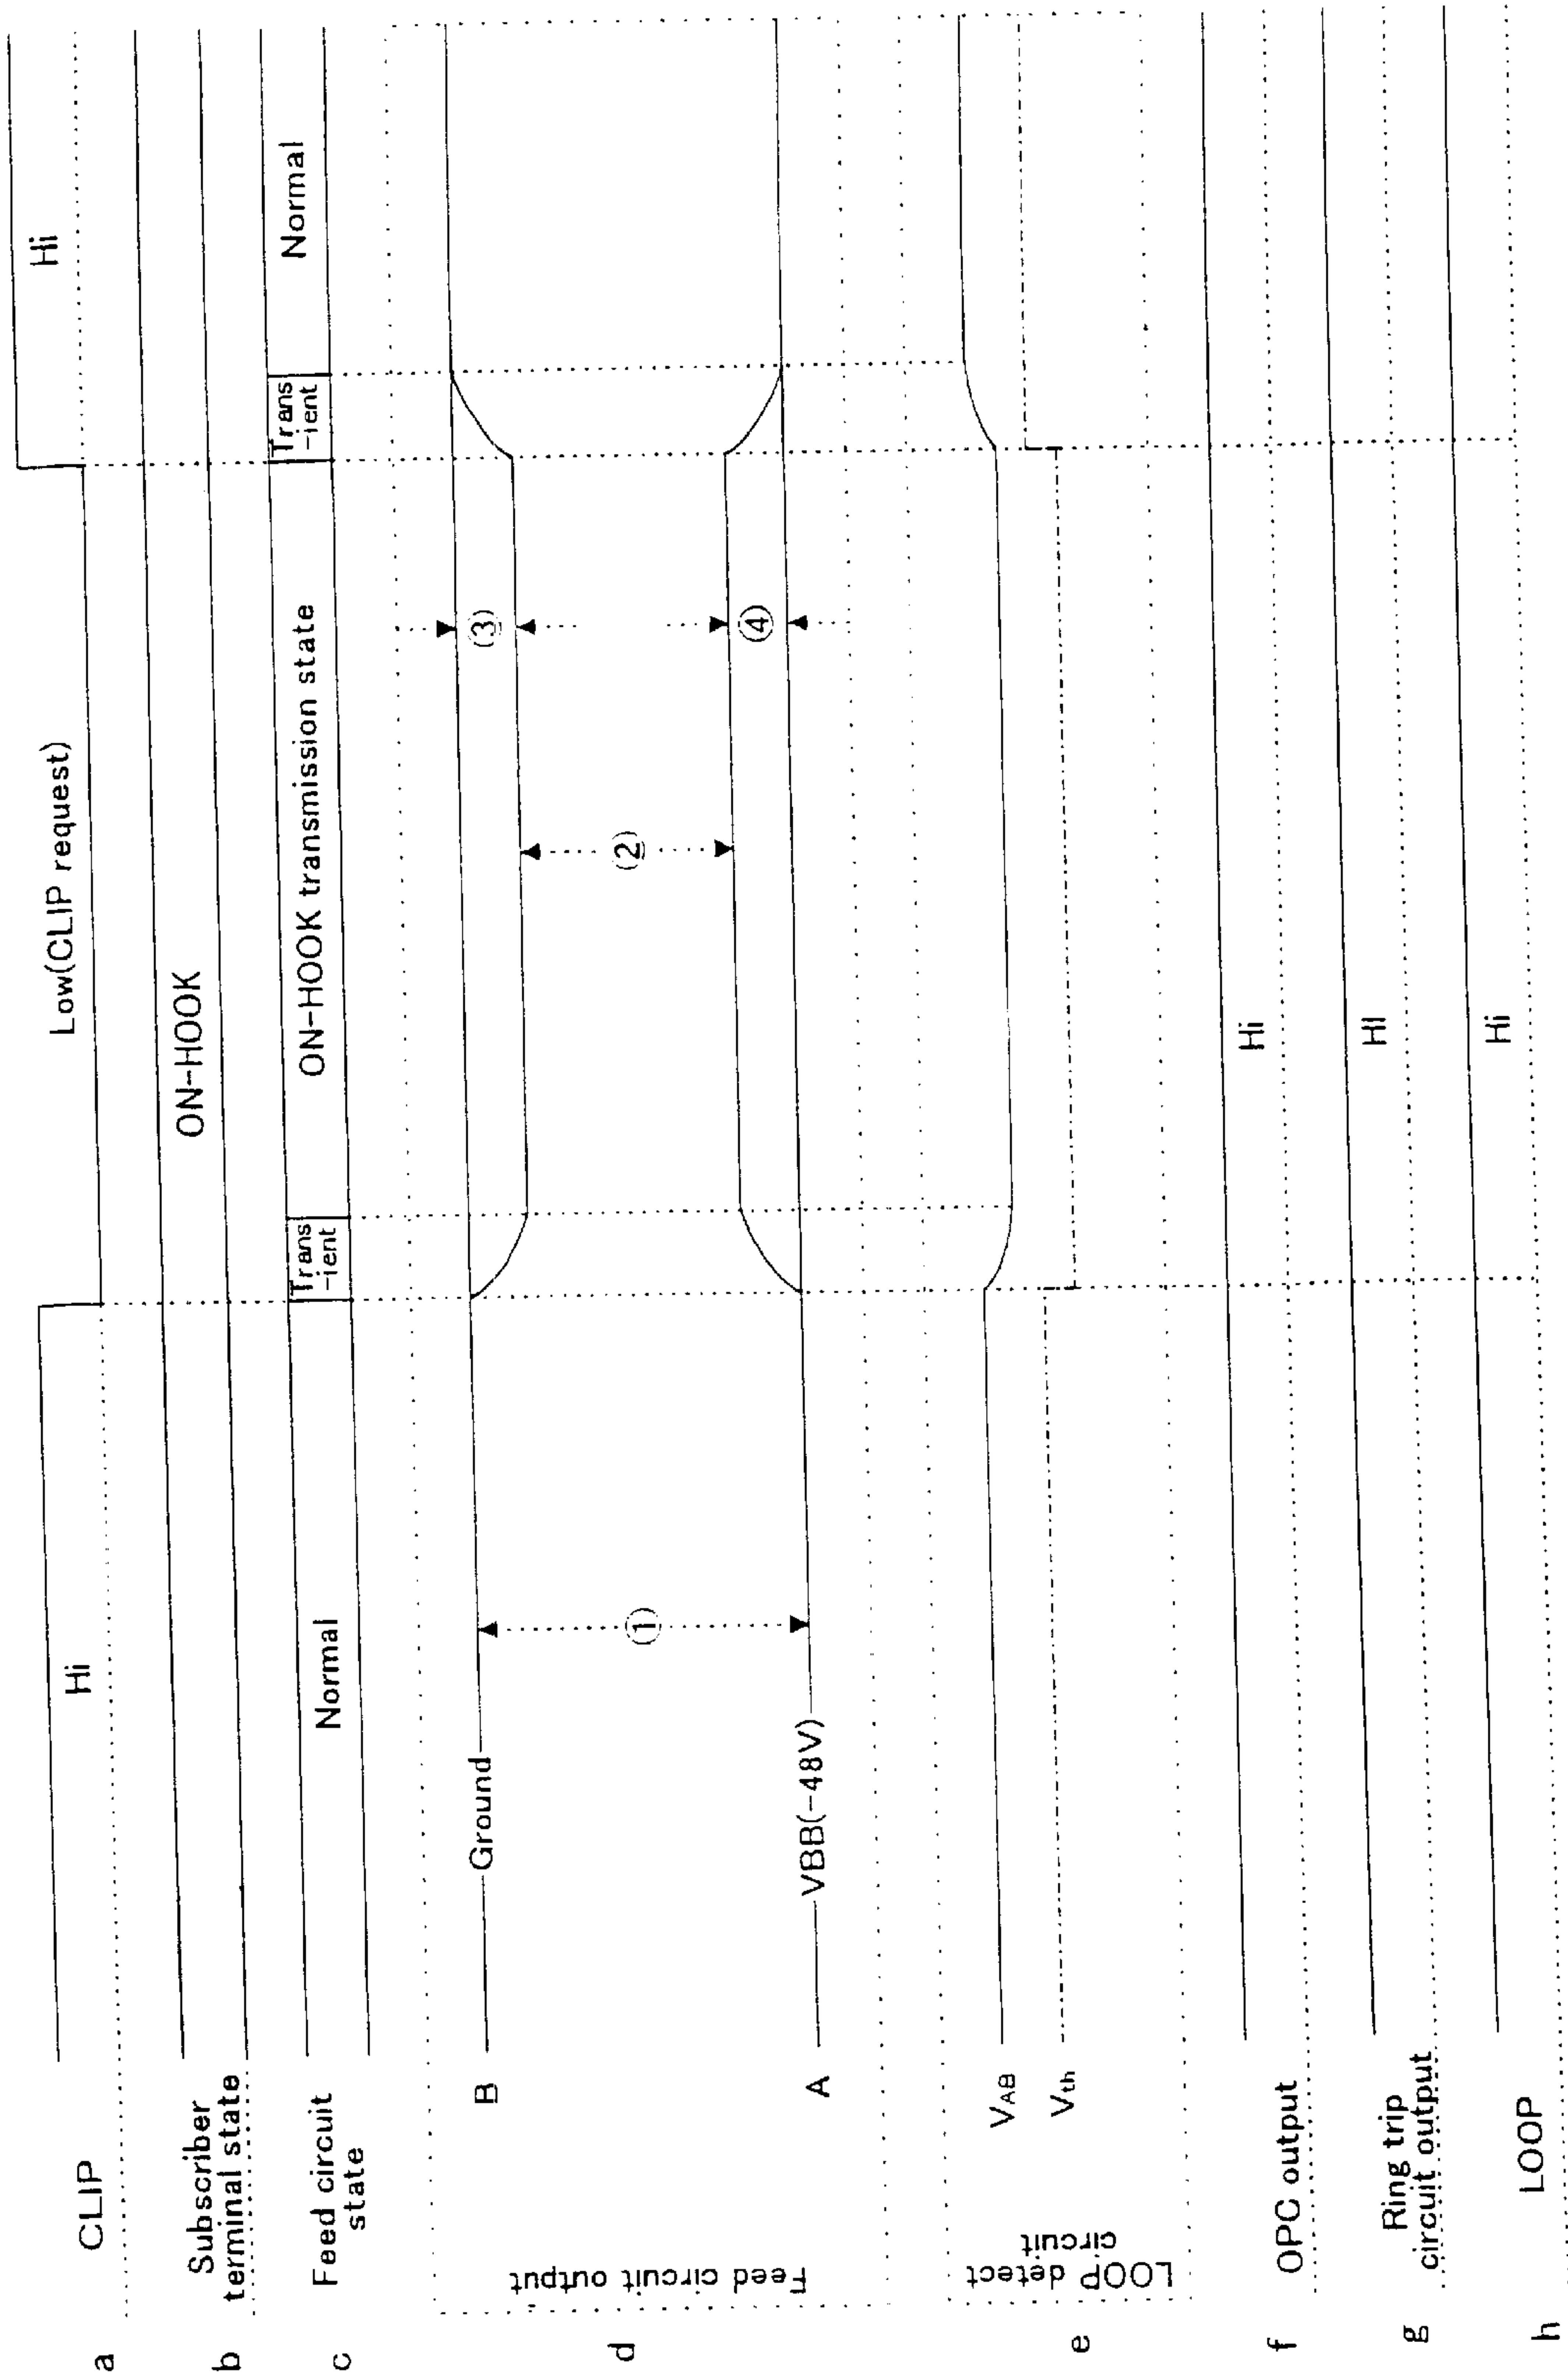 a
CLIP
Hi
Low(CLIP request)
Hi
b
Subscriber
terminal state
ON-HOOK
c
Feed circuit
state
Normal
Trans
-ient
ON-HOOK transmission state
Trans
-ient
Normal
d
Feed circuit output
B
Ground
A
VBB(-48V)
①
②
③
④
e
LOOP detect
circuit
VAB
Vth
f
OPC output
Hi
g
Ring trip
circuit output
Hi
h
LOOP
Hi